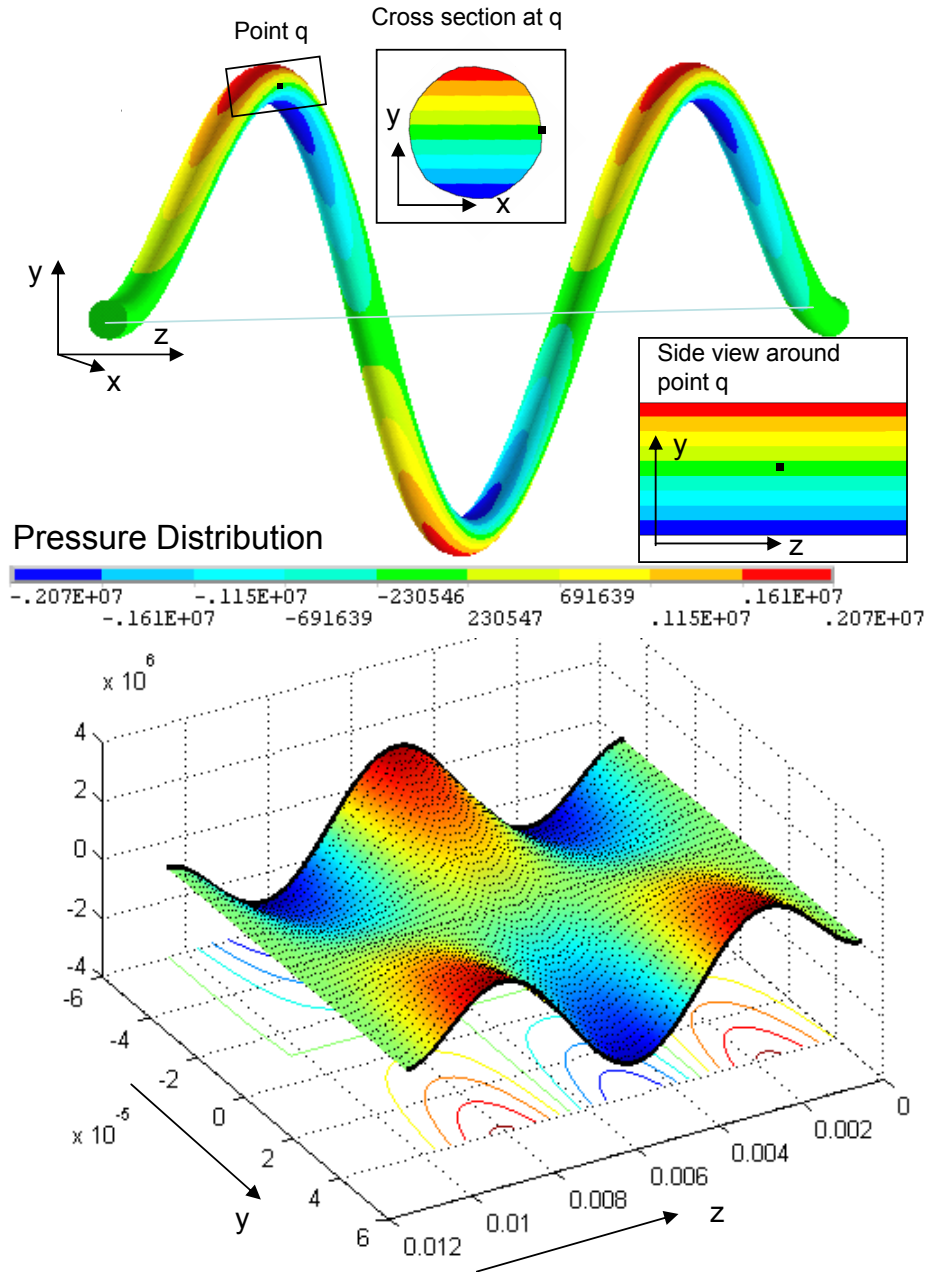 Point q
Cross section at q
y
x
y
z
x
Side view around
point q
y
z
Pressure Distribution
-.207E+07 -.115E+07 -230546 691639 .161E+07
-.161E+07 -691639 230547 .115E+07 .207E+07
x 10^6
4
2
0
-2
-4
-6
-4
-2
0
2
4
6
x 10^-5
y
0.012
0.01
0.008
0.006
0.004
0.002
0
z